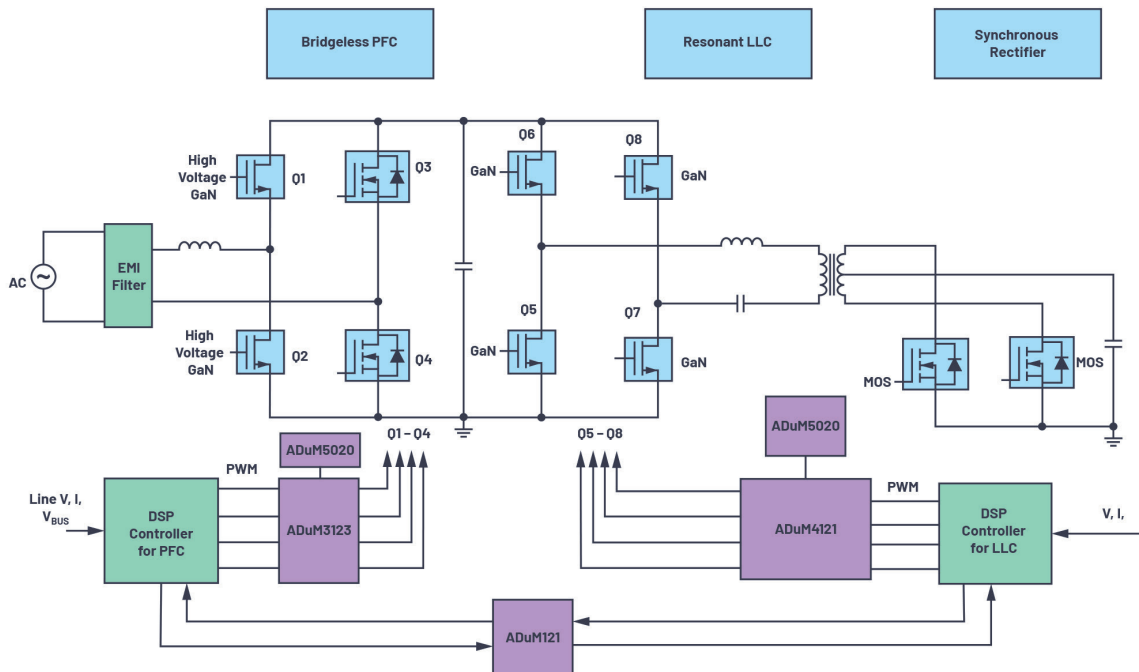 Bridgeless PFC
Resonant LLC
Synchronous
Rectifier
High
Voltage
GaN
Q1
Q3
Q6
GaN
Q8
GaN
AC
~
EMI
Filter
High
Voltage
GaN
Q2
Q4
Q5
GaN
Q7
GaN
MOS
MOS
Q1 – Q4
Q5 – Q8
ADuM5020
ADuM5020
Line V, I,
VBUS
DSP
Controller
for PFC
PWM
ADuM3123
ADuM4121
PWM
DSP
Controller
for LLC
V, I,
ADuM121